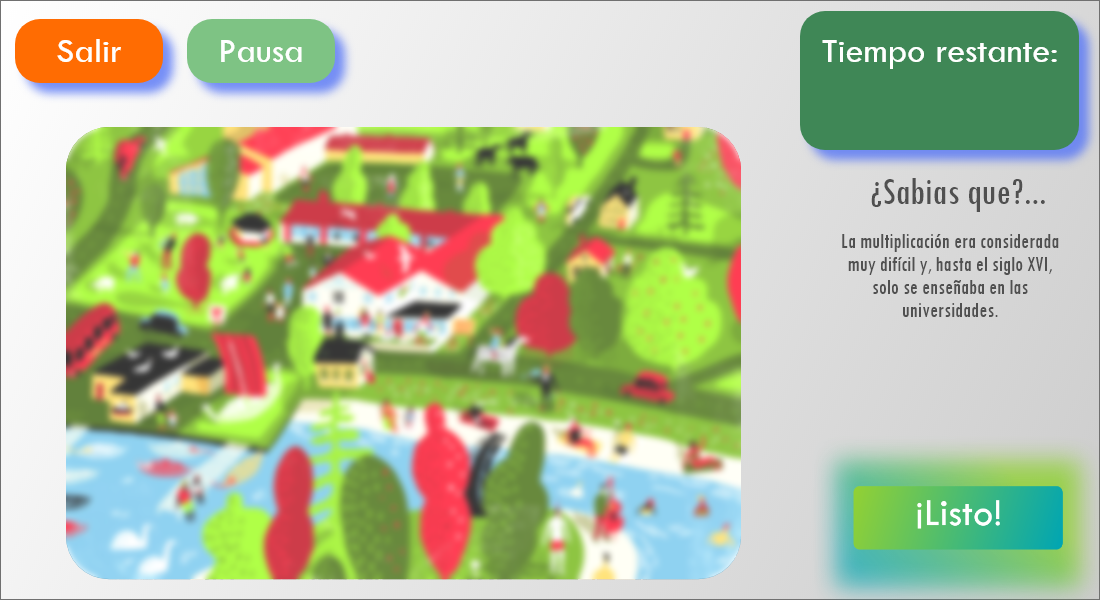 Salir
Pausa
Tiempo restante:
¿Sabias que?...
La multiplicación era considerada
muy difícil y, hasta el siglo XVI,
solo se enseñaba en las
universidades.
¡Listo!